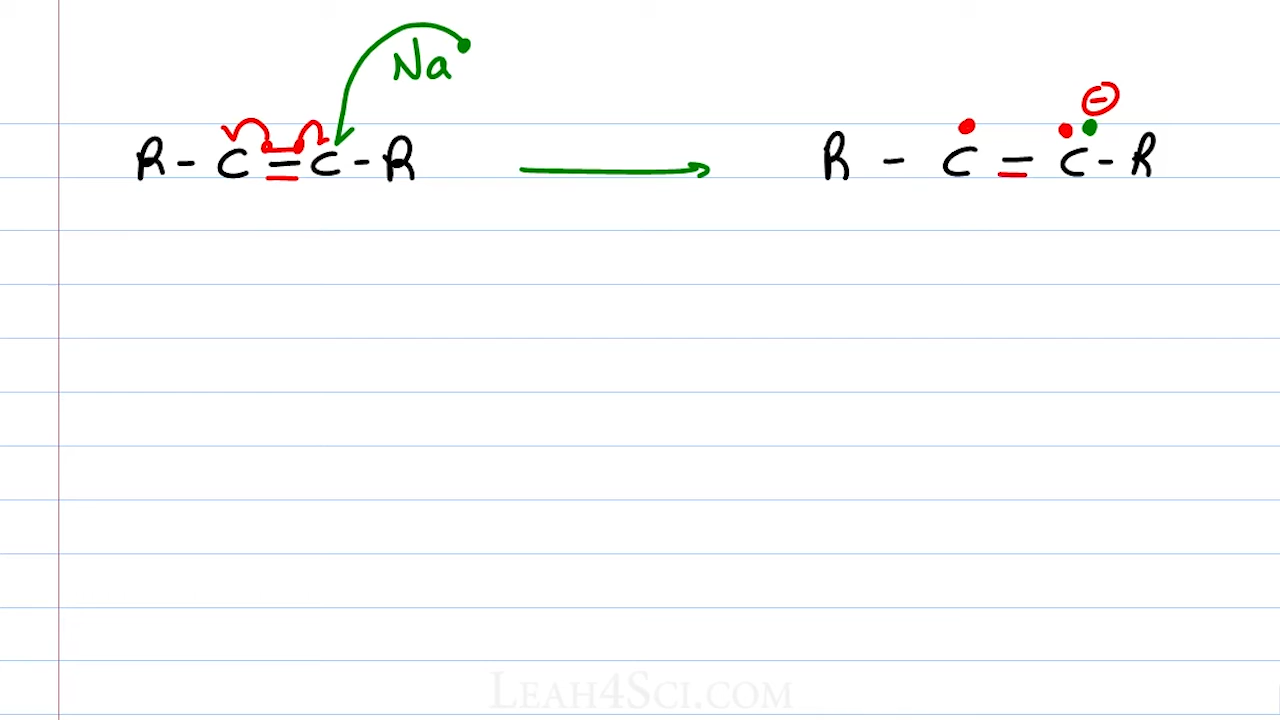 Na
R - C ≡ C - R → R - C = C - R ⊖
LEAH4SCI.COM